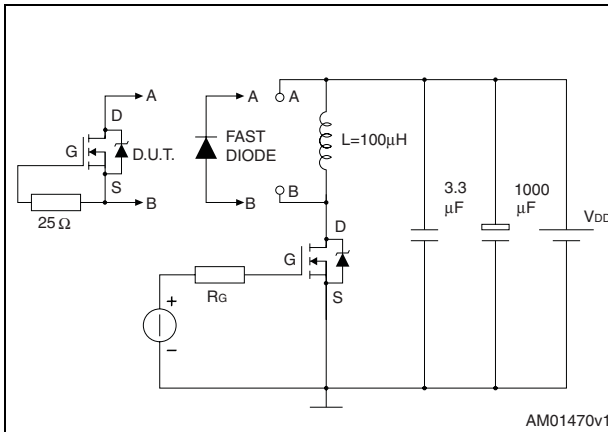 A
A
A
D
G
D.U.T.
FAST
DIODE
L=100μH
S
B
B
B
25 Ω
3.3
μF
1000
μF
VDD
D
G
S
RG
+
–
AM01470v1